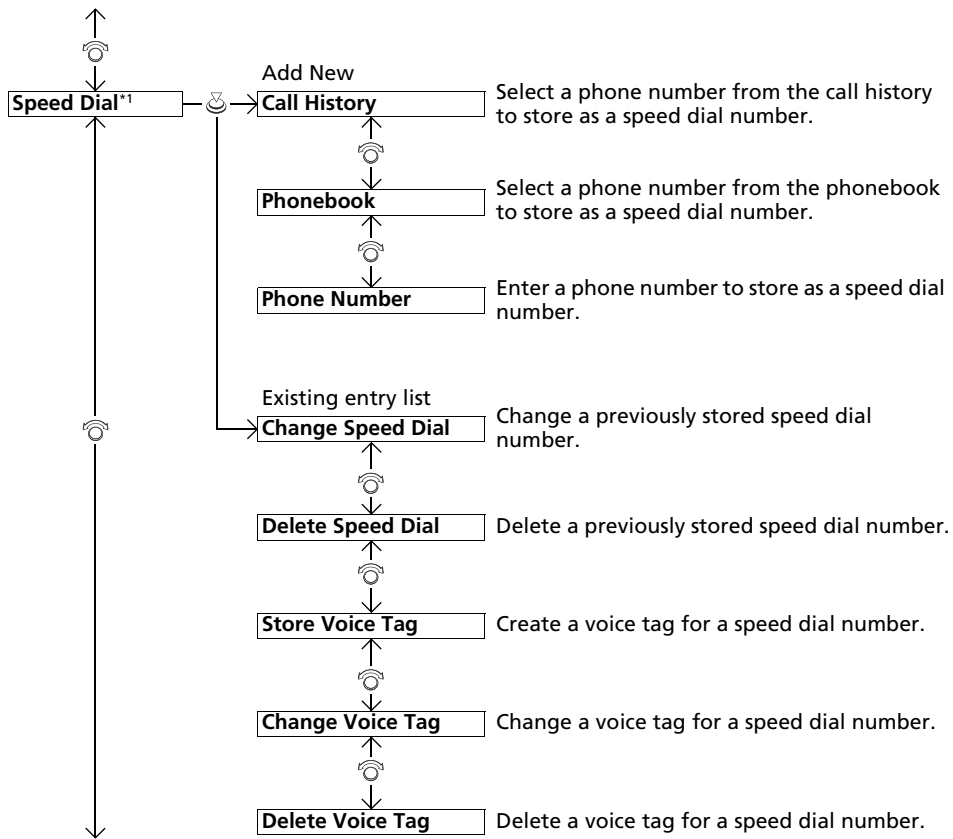 Add New
Speed Dial*1
Call History
Select a phone number from the call history
to store as a speed dial number.
Phonebook
Select a phone number from the phonebook
to store as a speed dial number.
Phone Number
Enter a phone number to store as a speed dial
number.
Existing entry list
Change Speed Dial
Change a previously stored speed dial
number.
Delete Speed Dial
Delete a previously stored speed dial number.
Store Voice Tag
Create a voice tag for a speed dial number.
Change Voice Tag
Change a voice tag for a speed dial number.
Delete Voice Tag
Delete a voice tag for a speed dial number.